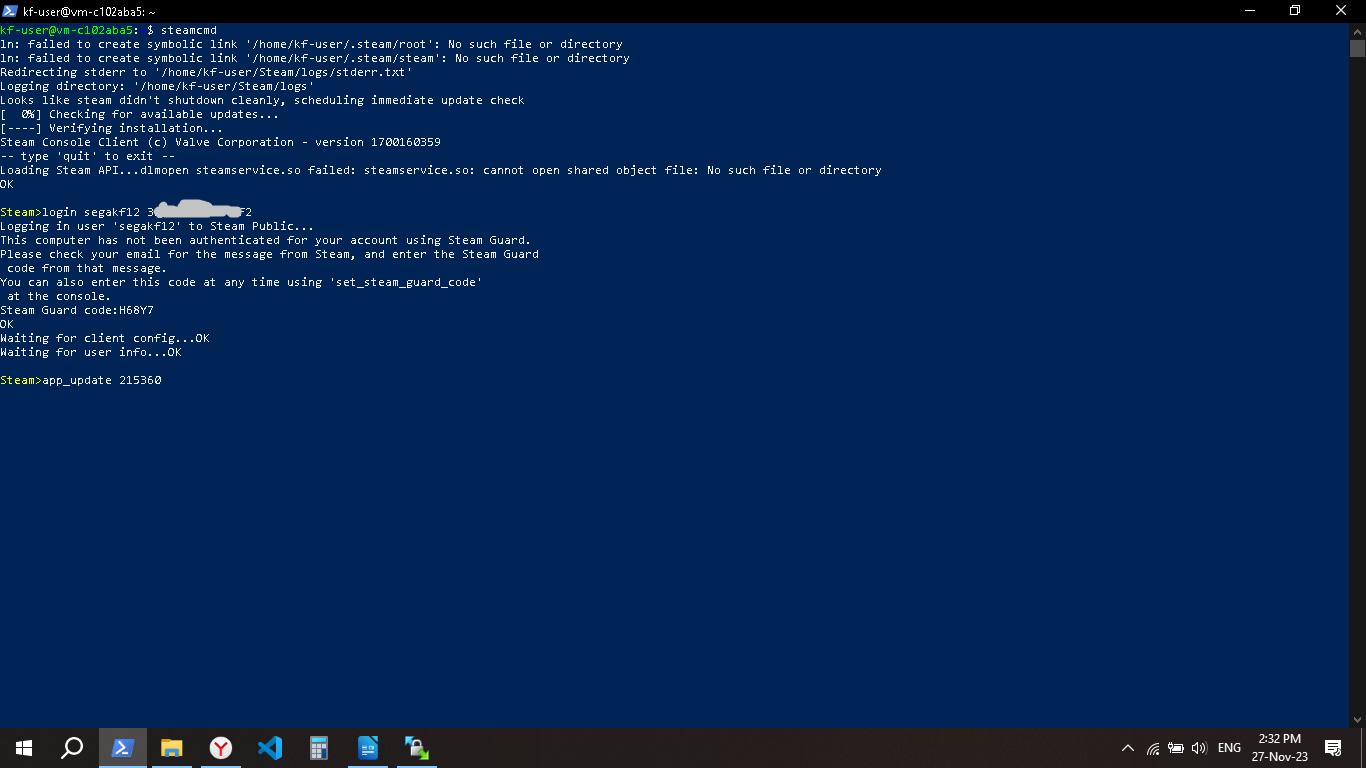 kf-user@vm-c102aba5: ~
kf-user@vm-c102aba5: $ steamcmd
ln: failed to create symbolic link '/home/kf-user/.steam/root': No such file or directory
ln: failed to create symbolic link '/home/kf-user/.steam/steam': No such file or directory
Redirecting stderr to '/home/kf-user/Steam/logs/stderr.txt'
Logging directory: '/home/kf-user/Steam/logs'
Looks like steam didn't shutdown cleanly, scheduling immediate update check
[  0%] Checking for available updates...
[----] Verifying installation...
Steam Console Client (c) Valve Corporation - version 1700160359
-- type 'quit' to exit --
Loading Steam API...dlmopen steamservice.so failed: steamservice.so: cannot open shared object file: No such file or directory
OK
Steam>login segakf12 3 f2
Logging in user 'segakf12' to Steam Public...
This computer has not been authenticated for your account using Steam Guard.
Please check your email for the message from Steam, and enter the Steam Guard
 code from that message.
You can also enter this code at any time using 'set_steam_guard_code'
 at the console.
Steam Guard code:H68Y7
OK
Waiting for client config...OK
Waiting for user info...OK
Steam>app_update 215360
ENG
2:32 PM
27-Nov-23